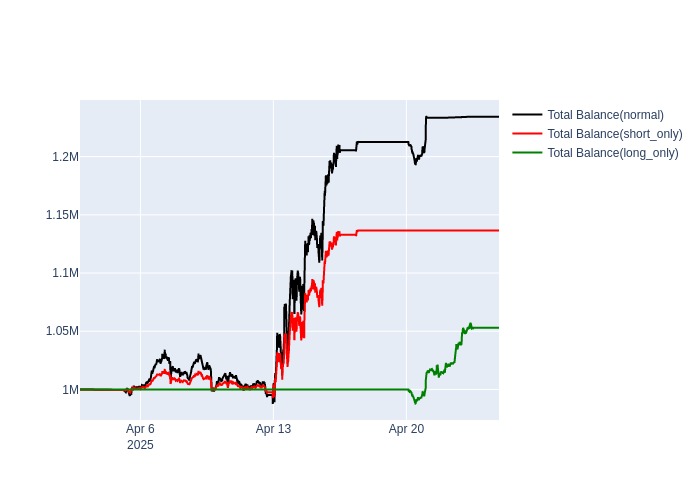 Total Balance(normal)
Total Balance(short_only)
Total Balance(long_only)
1.2M
1.15M
1.1M
1.05M
1M
Apr 6
2025
Apr 13
Apr 20